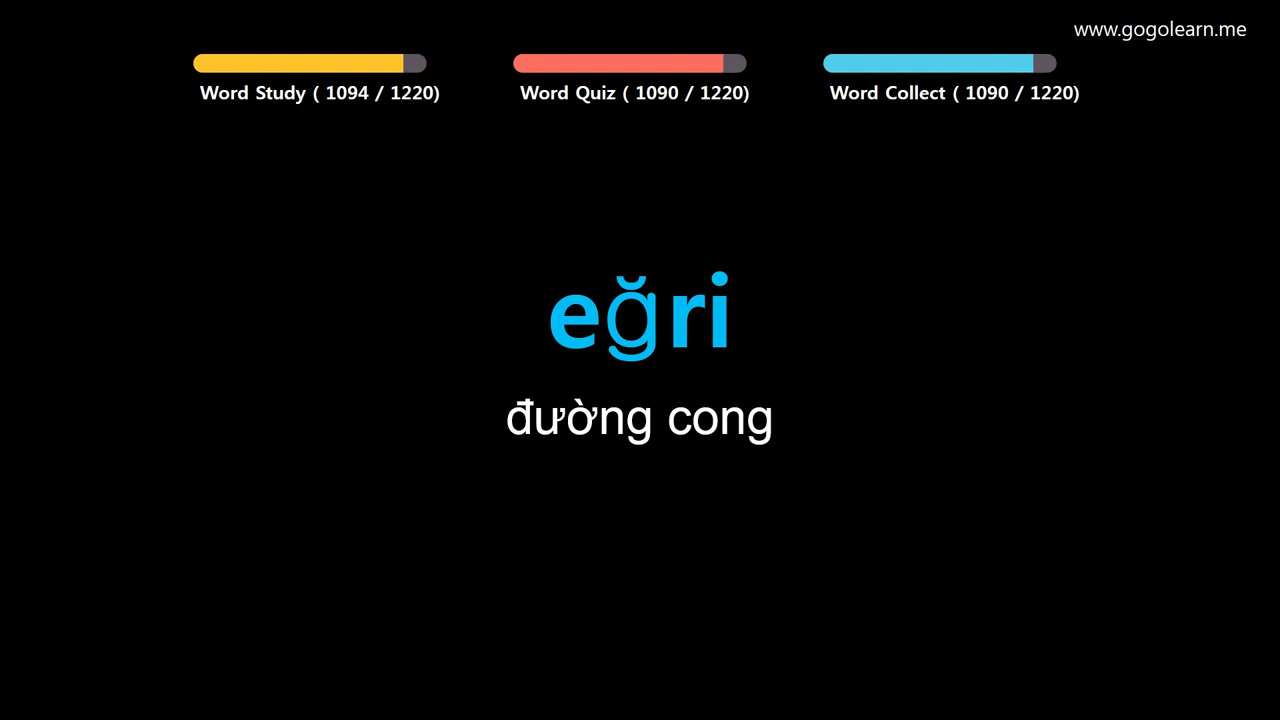 www.gogolearn.me
Word Study ( 1094 / 1220)
Word Quiz ( 1090 / 1220)
Word Collect ( 1090 / 1220)
eğri
đường cong